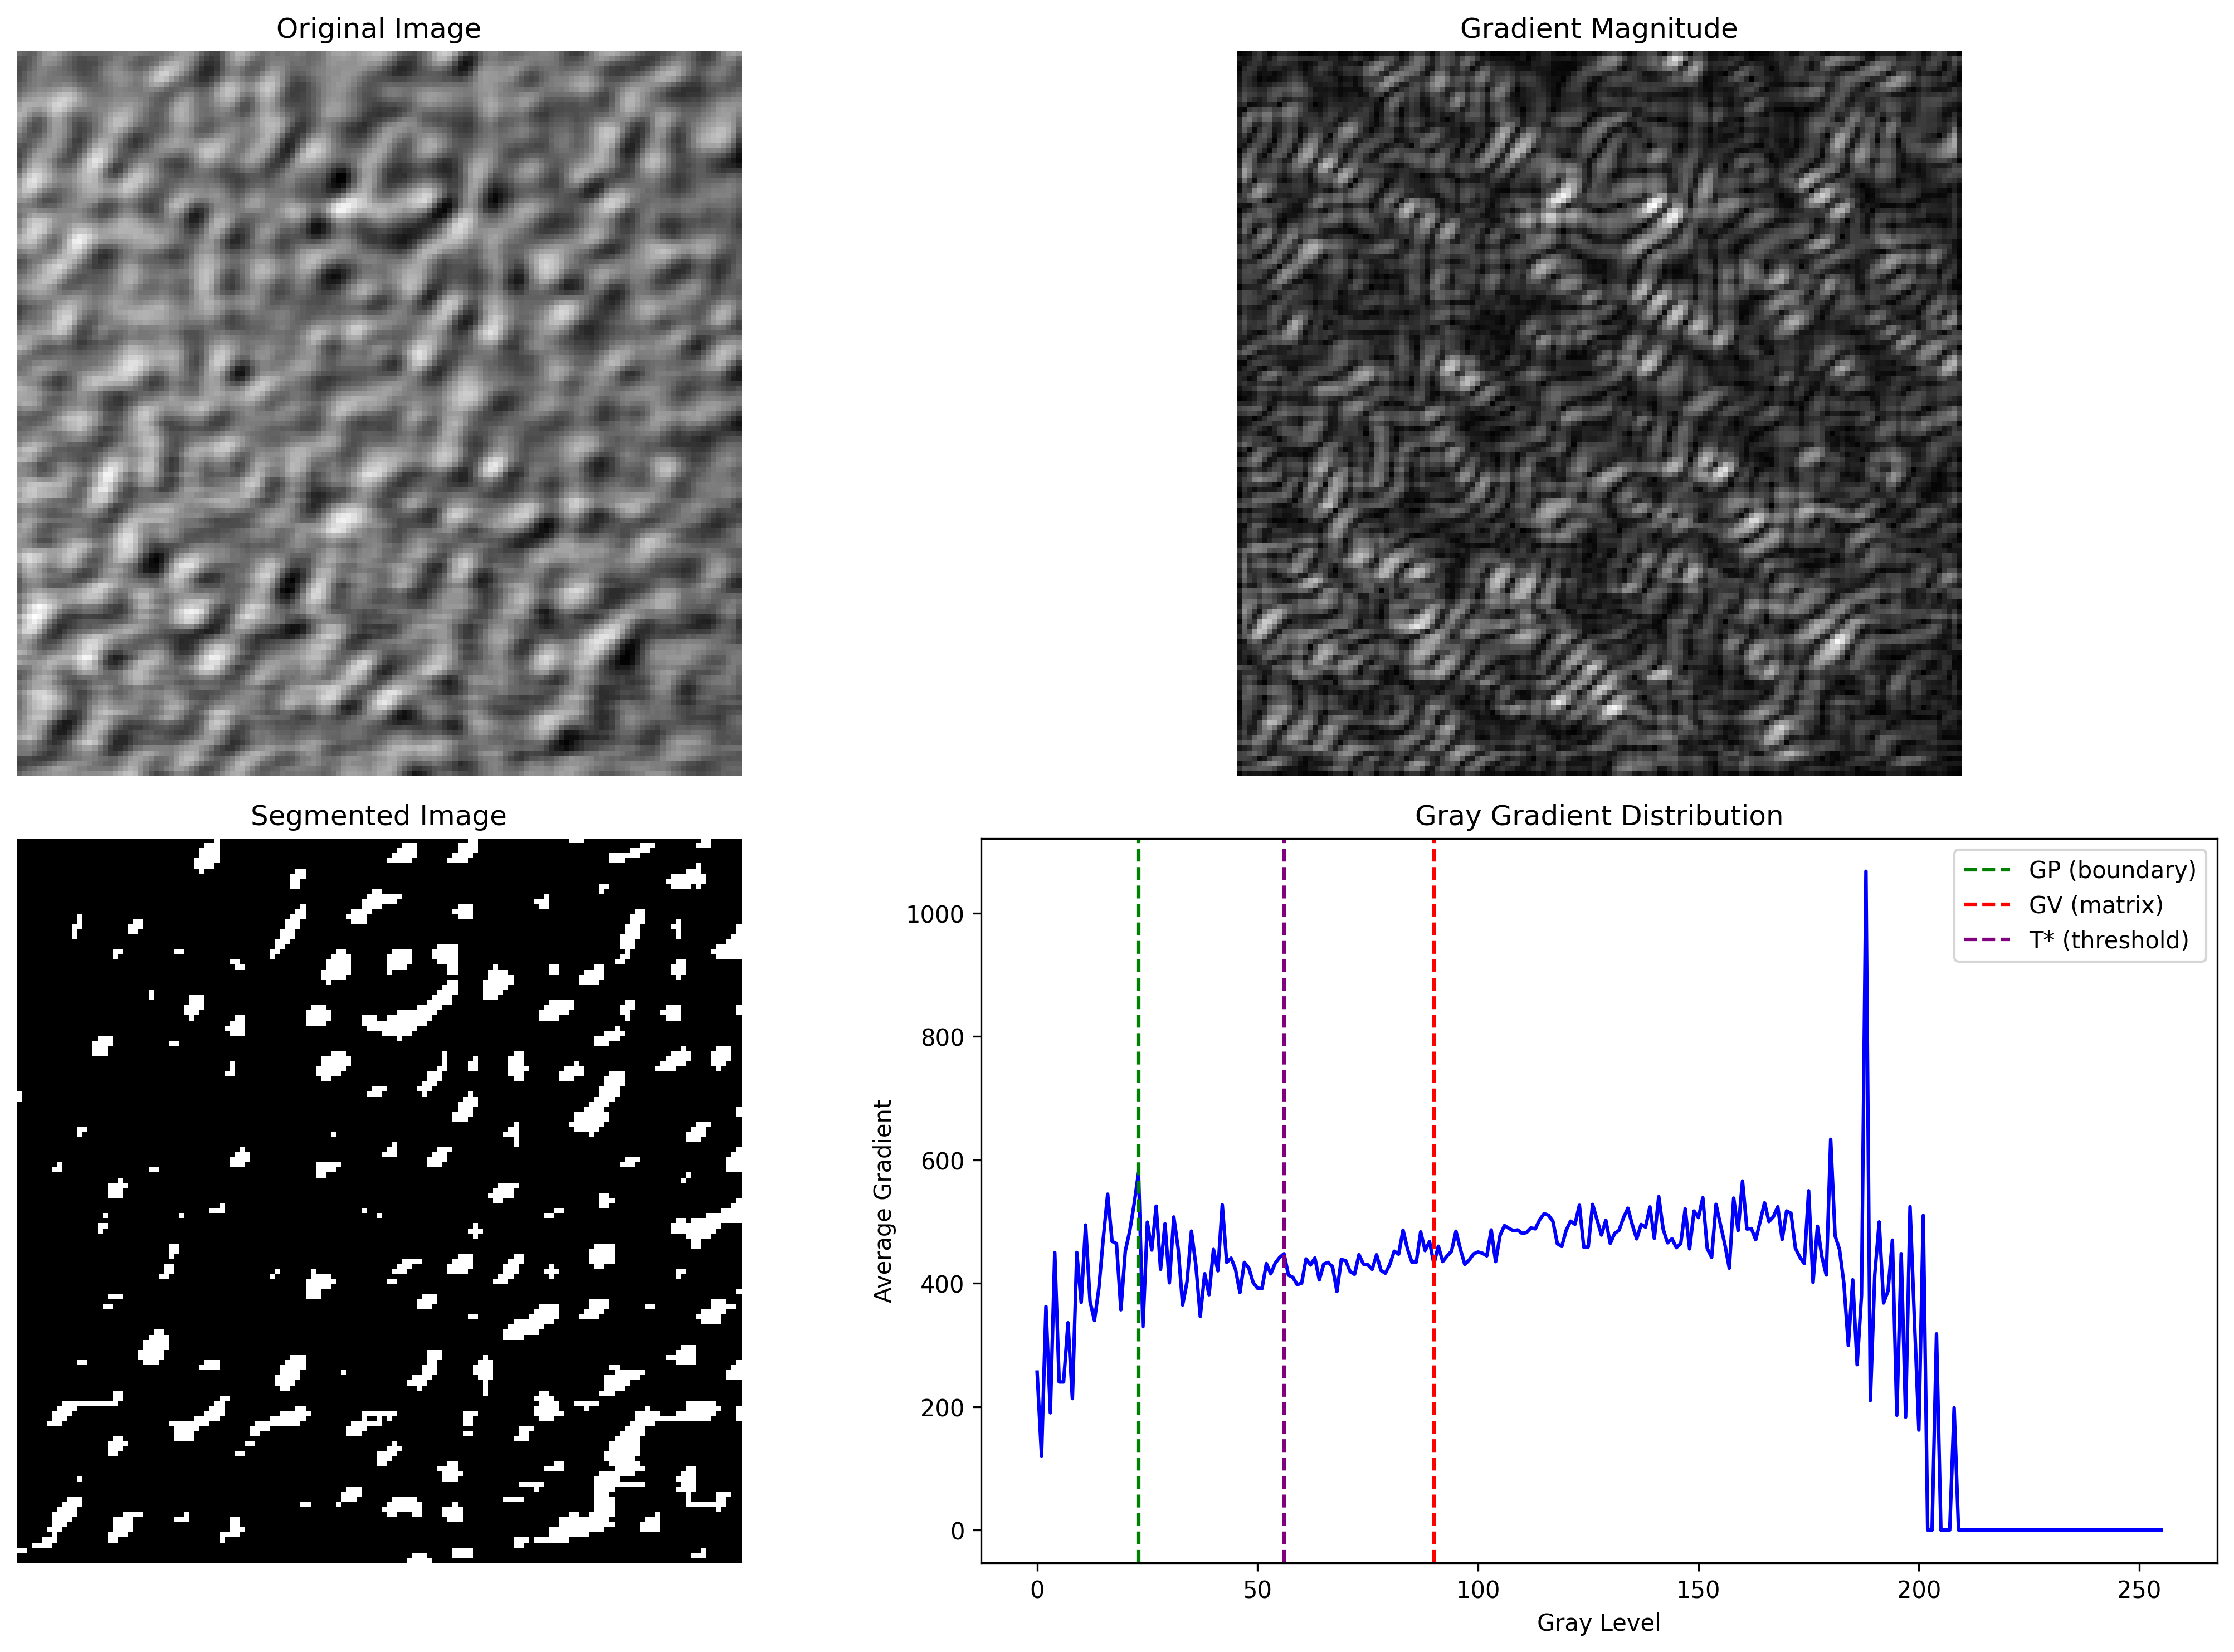 Original Image
Gradient Magnitude
Segmented Image
Gray Gradient Distribution
GP (boundary)
GV (matrix)
T* (threshold)
1000
800
600
400
200
0
Average Gradient
0 50 100 150 200 250
Gray Level